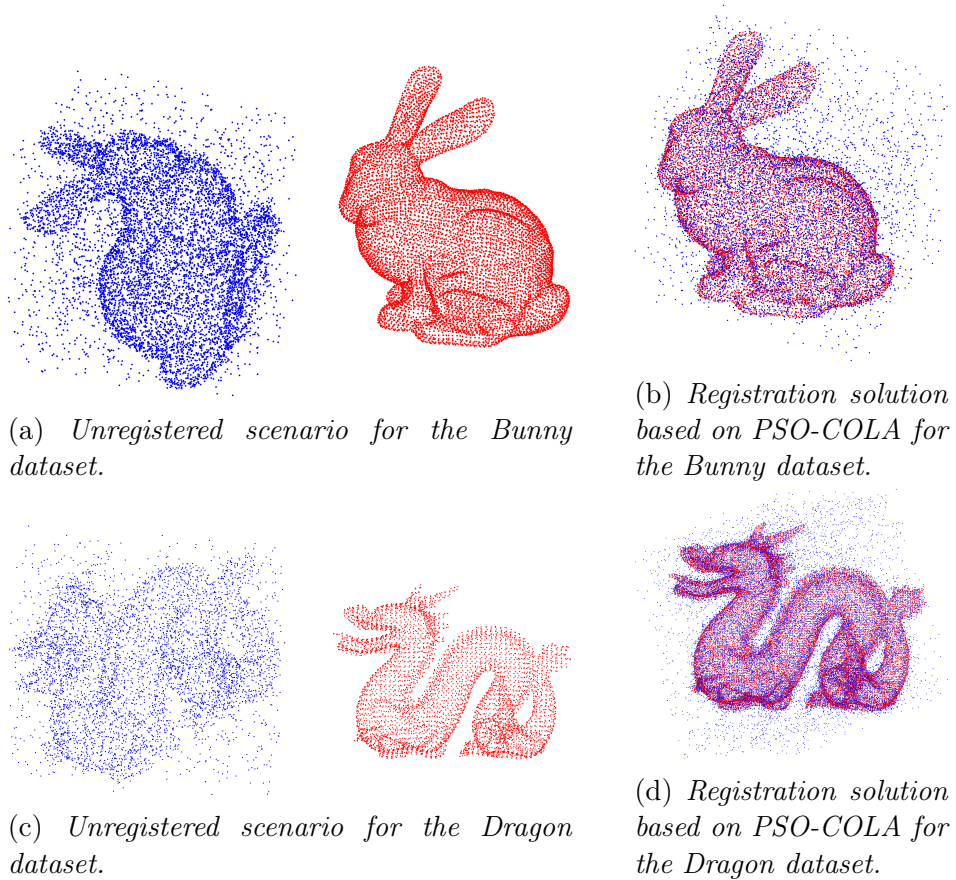 (a) Unregistered scenario for the Bunny
dataset.
(b) Registration solution
based on PSO-COLA for
the Bunny dataset.
(c) Unregistered scenario for the Dragon
dataset.
(d) Registration solution
based on PSO-COLA for
the Dragon dataset.